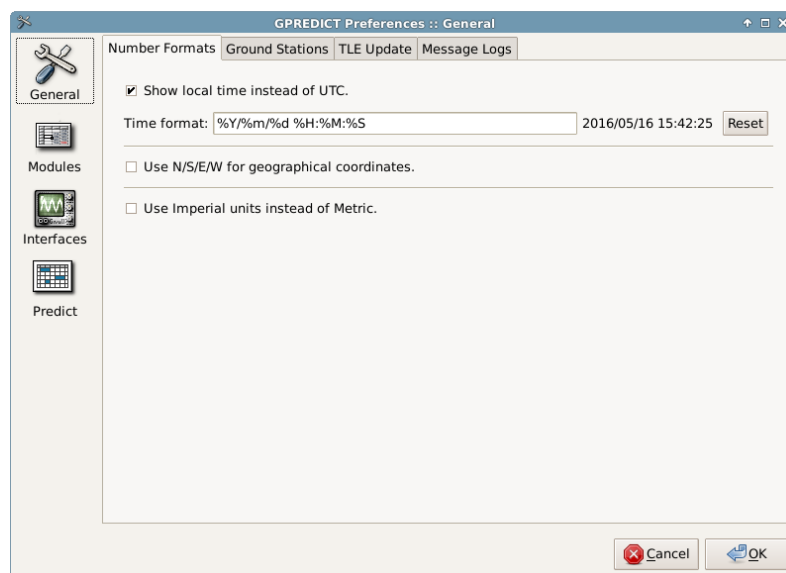 GPREDICT Preferences :: General
General
Modules
Interfaces
Predict
Number Formats Ground Stations TLE Update Message Logs
Show local time instead of UTC.
Time format: %Y/%m/%d %H:%M:%S 2016/05/16 15:42:25 Reset
Use N/S/E/W for geographical coordinates.
Use Imperial units instead of Metric.
Cancel OK